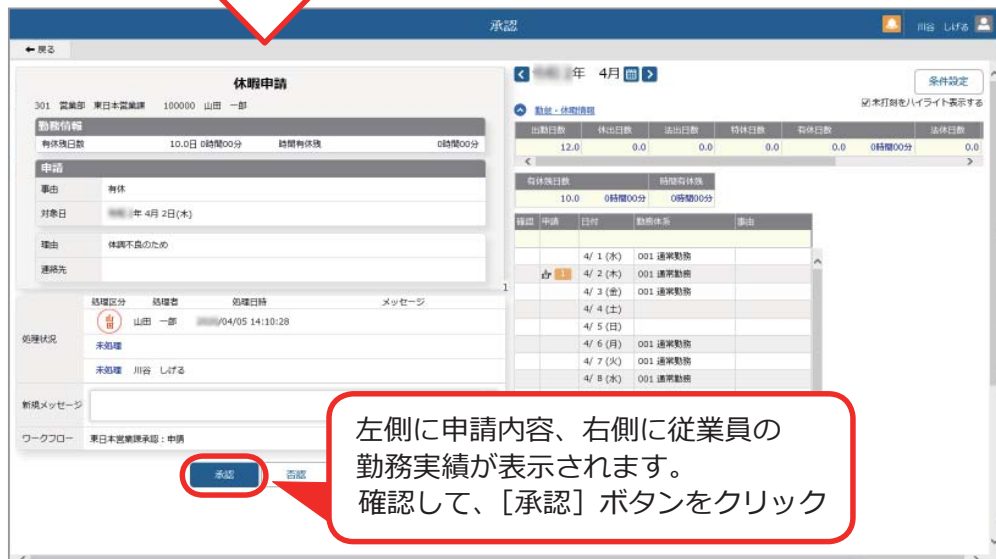 承認
川谷 しげる
←戻る
休暇申請
301 営業部 東日本営業課 100000 山田 一郎
勤務情報
有休残日数 10.0日 0時間00分 時間有休残 0時間00分
申請
事由 有休
対象日 年 4月 2日(木)
理由 体調不良のため
連絡先
処理区分 処理者 処理日時 メッセージ
処理状況
山田 山田 一郎 /04/05 14:10:28
未処理
未処理 川谷 しげる
新規メッセージ
ワークフロー 東日本営業課承認：申請
承認 否認
年 4月
条件設定
未打刻をハイライト表示する
勤怠・休暇情報
出勤日数 休出日数 法出日数 特休日数 有休日数 法休日数
12.0 0.0 0.0 0.0 0.0 0時間00分 0.0
有休残日数 時間有休残
10.0 0時間00分 0時間00分
確認 申請 日付 勤務体系 事由
4/ 1 (水) 001 通常勤務
1 4/ 2 (木) 001 通常勤務
4/ 3 (金) 001 通常勤務
4/ 4 (土)
4/ 5 (日)
4/ 6 (月) 001 通常勤務
4/ 7 (火) 001 通常勤務
4/ 8 (水) 001 通常勤務
1
左側に申請内容、右側に従業員の
勤務実績が表示されます。
確認して、［承認］ボタンをクリック